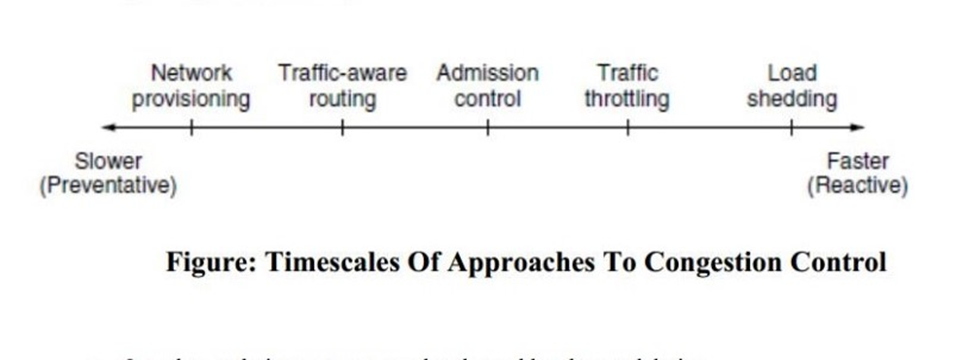 Network Traffic-aware Admission Traffic Load
provisioning routing control throttling shedding
Slower Faster
(Preventative) (Reactive)
Figure: Timescales Of Approaches To Congestion Control